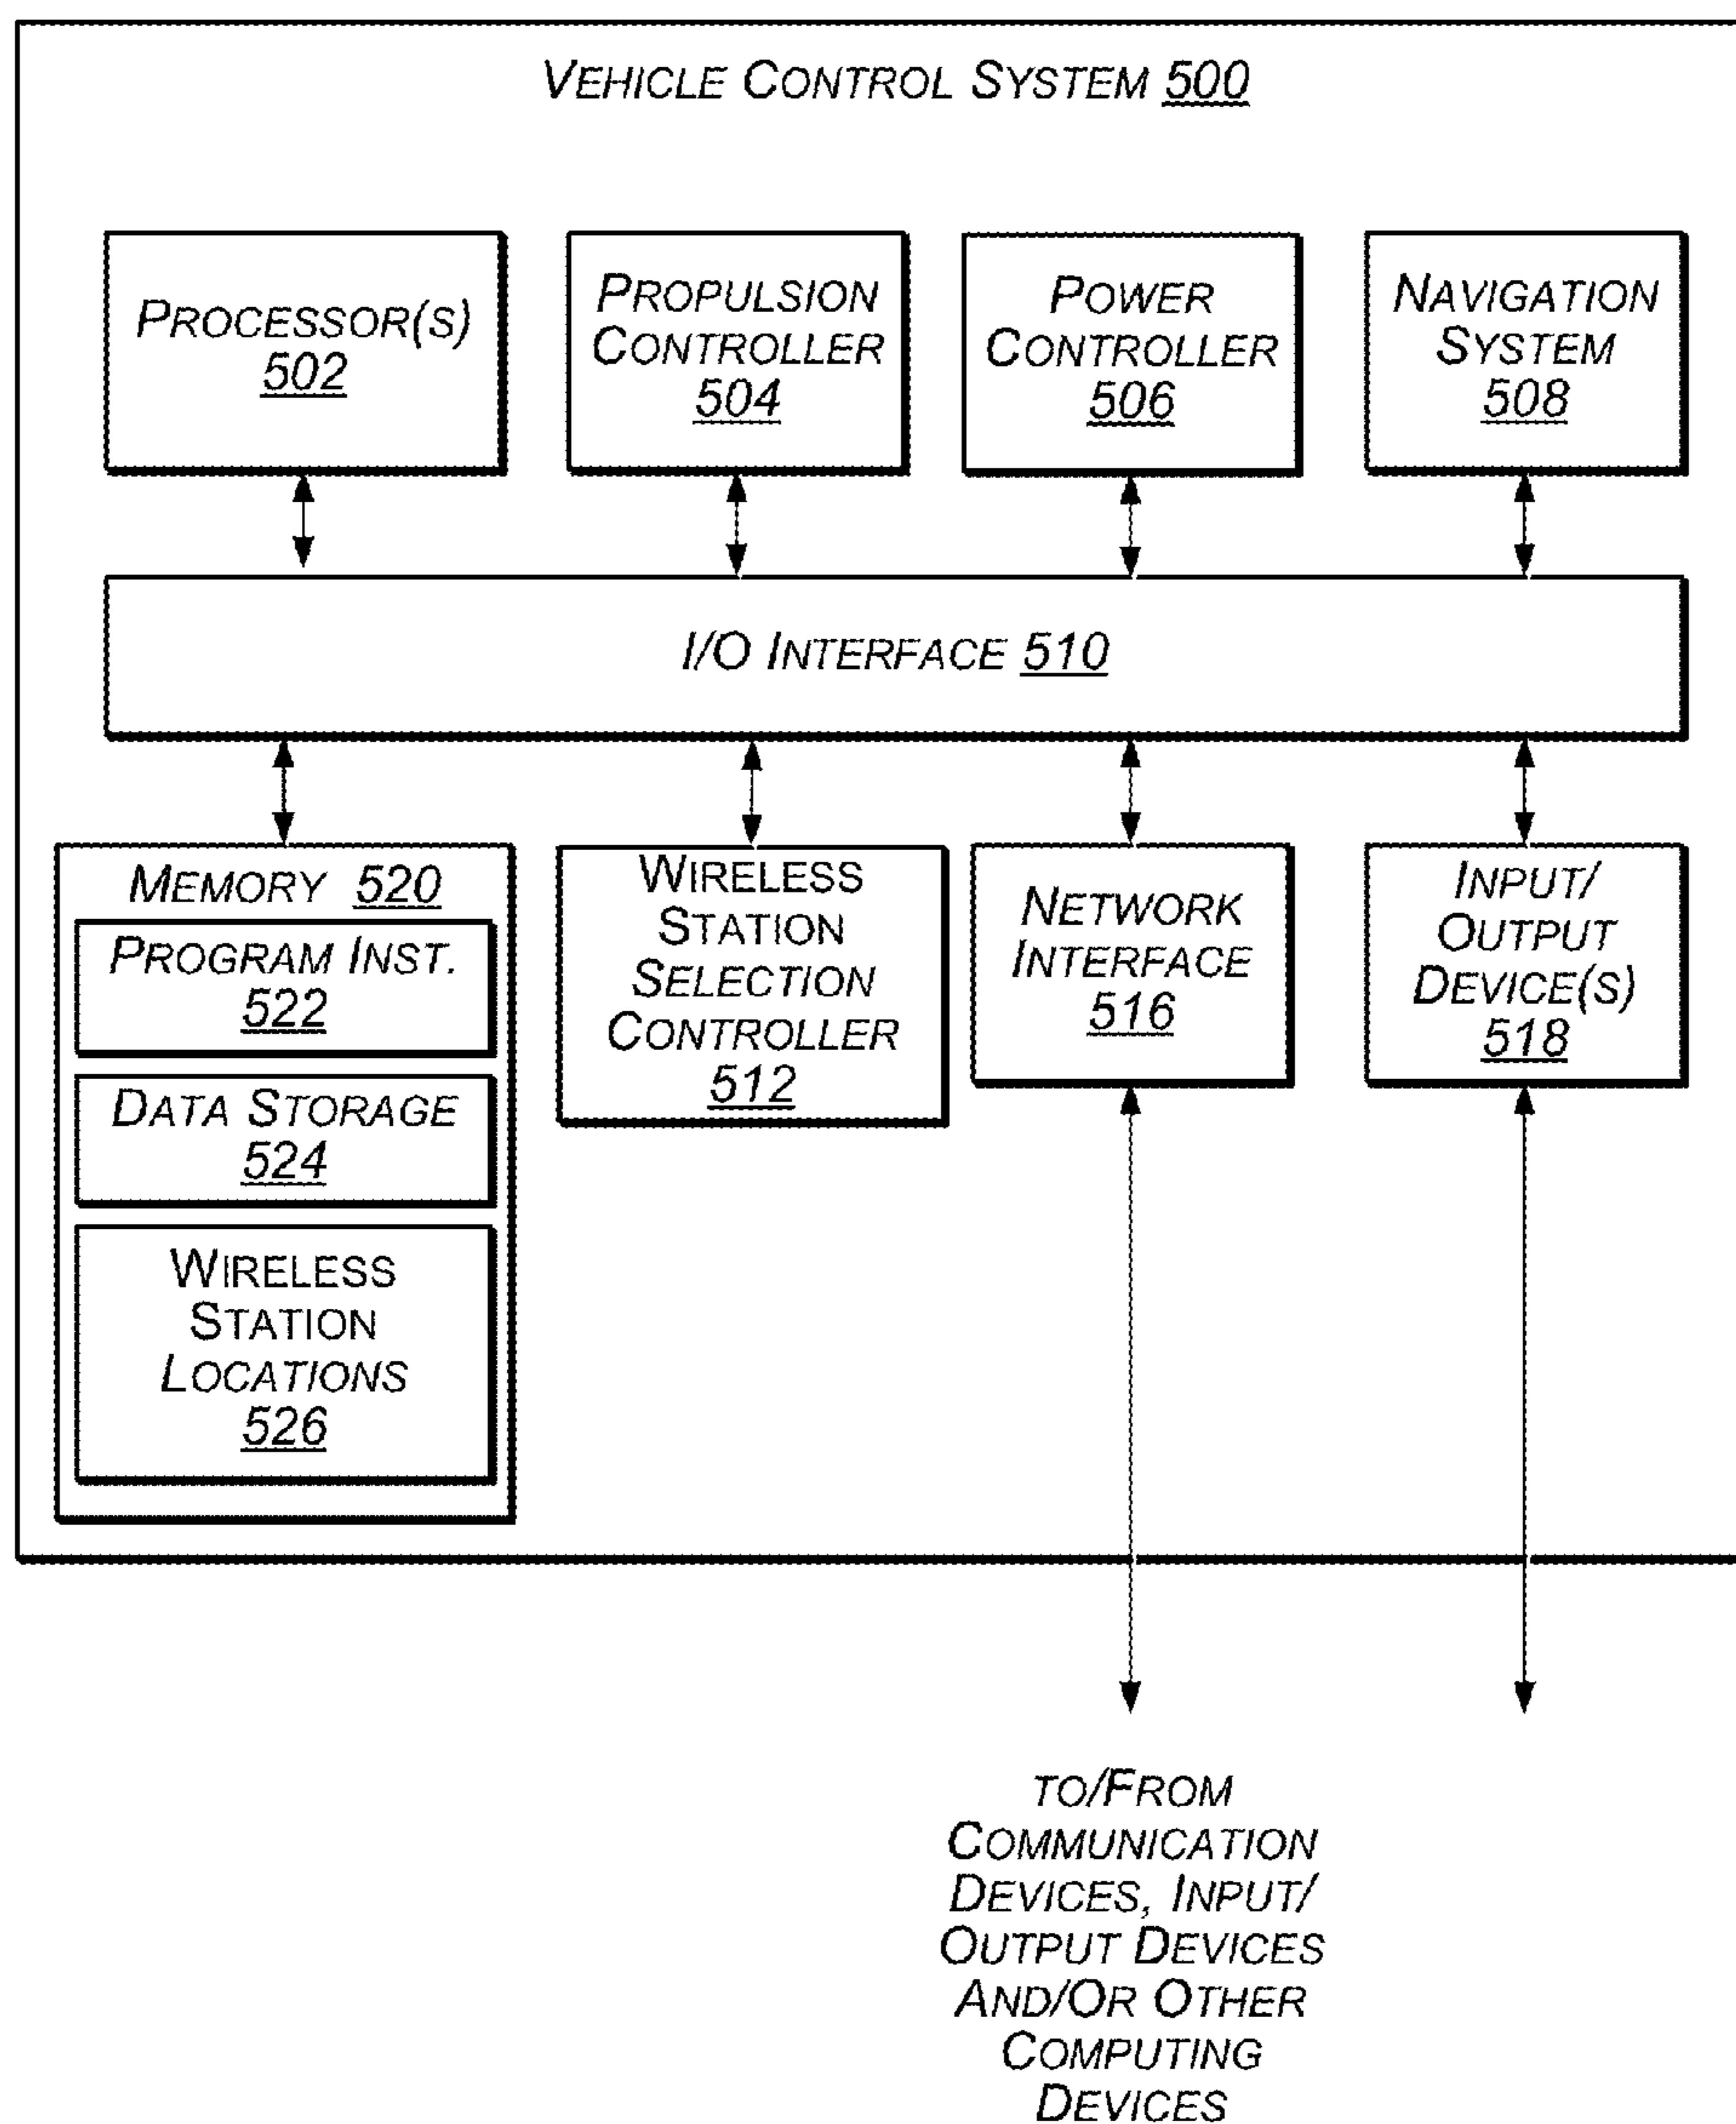 VEHICLE CONTROL SYSTEM 500
PROCESSOR(S)
502
PROPULSION
CONTROLLER
504
POWER
CONTROLLER
506
NAVIGATION
SYSTEM
508
I/O INTERFACE 510
MEMORY 520
PROGRAM INST.
522
DATA STORAGE
524
WIRELESS
STATION
LOCATIONS
526
WIRELESS
STATION
SELECTION
CONTROLLER
512
NETWORK
INTERFACE
516
INPUT/
OUTPUT
DEVICE(S)
518
TO/FROM
COMMUNICATION
DEVICES, INPUT/
OUTPUT DEVICES
AND/OR OTHER
COMPUTING
DEVICES